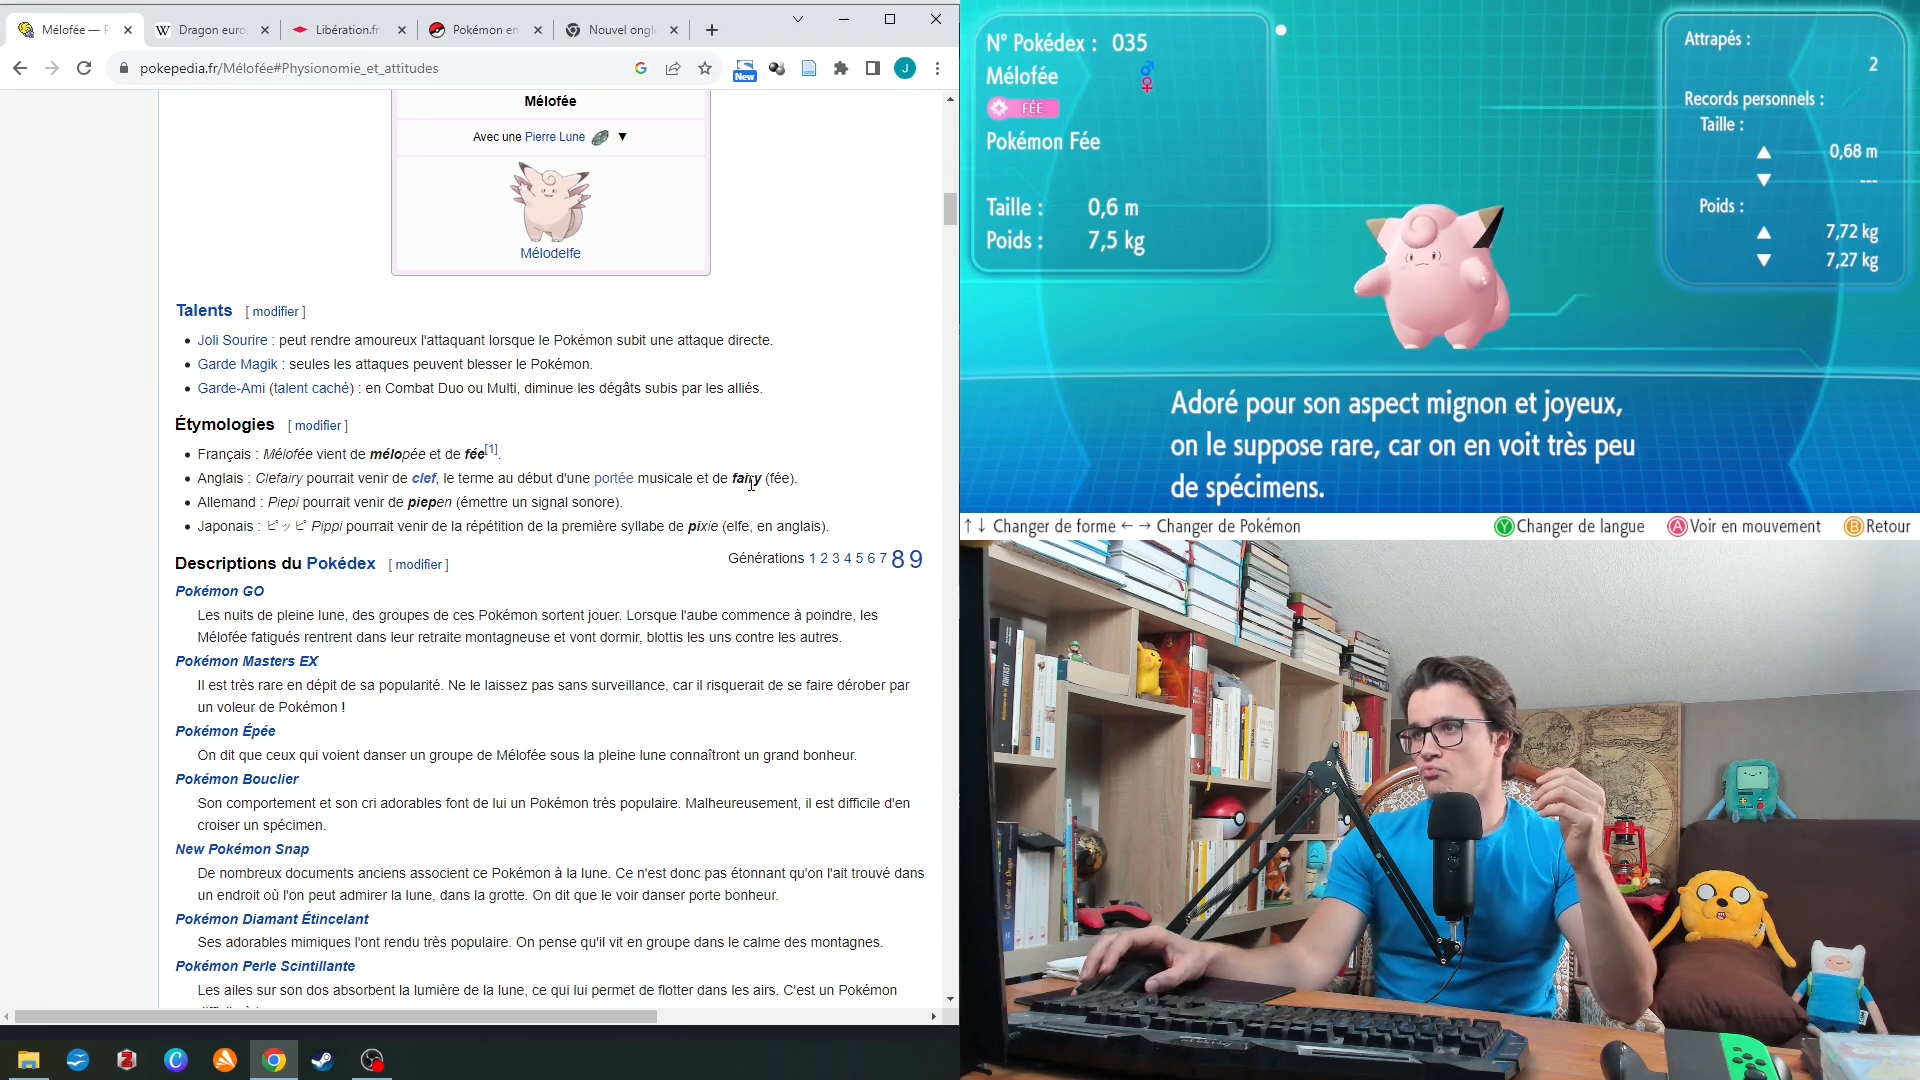 Mélofée — P
Dragon euro
Libération.fr
Pokémon en
Nouvel ongl
pokepedia.fr/Mélofée#Physionomie_et_attitudes
New
J
Mélofée
Avec une Pierre Lune ▼
Mélodelfe
Talents [ modifier ]
• Joli Sourire : peut rendre amoureux l'attaquant lorsque le Pokémon subit une attaque directe.
• Garde Magik : seules les attaques peuvent blesser le Pokémon.
• Garde-Ami (talent caché) : en Combat Duo ou Multi, diminue les dégâts subis par les alliés.
Étymologies [ modifier ]
• Français : Mélofée vient de mélopée et de fée[1].
• Anglais : Clefairy pourrait venir de clef, le terme au début d'une portée musicale et de fairy (fée).
• Allemand : Piepi pourrait venir de piepen (émettre un signal sonore).
• Japonais : ピッピ Pippi pourrait venir de la répétition de la première syllabe de pixie (elfe, en anglais).
Descriptions du Pokédex [ modifier ]
Générations 1 2 3 4 5 6 7 8 9
Pokémon GO
Les nuits de pleine lune, des groupes de ces Pokémon sortent jouer. Lorsque l'aube commence à poindre, les
Mélofée fatigués rentrent dans leur retraite montagneuse et vont dormir, blottis les uns contre les autres.
Pokémon Masters EX
Il est très rare en dépit de sa popularité. Ne le laissez pas sans surveillance, car il risquerait de se faire dérober par
un voleur de Pokémon !
Pokémon Épée
On dit que ceux qui voient danser un groupe de Mélofée sous la pleine lune connaîtront un grand bonheur.
Pokémon Bouclier
Son comportement et son cri adorables font de lui un Pokémon très populaire. Malheureusement, il est difficile d'en
croiser un spécimen.
New Pokémon Snap
De nombreux documents anciens associent ce Pokémon à la lune. Ce n'est donc pas étonnant qu'on l'ait trouvé dans
un endroit où l'on peut admirer la lune, dans la grotte. On dit que le voir danser porte bonheur.
Pokémon Diamant Étincelant
Ses adorables mimiques l'ont rendu très populaire. On pense qu'il vit en groupe dans le calme des montagnes.
Pokémon Perle Scintillante
Les ailes sur son dos absorbent la lumière de la lune, ce qui lui permet de flotter dans les airs. C'est un Pokémon
N° Pokédex : 035
Mélofée
FÉE
Pokémon Fée
Taille : 0,6 m
Poids : 7,5 kg
Attrapés :
2
Records personnels :
Taille :
▲ 0,68 m
▼ ---
Poids :
▲ 7,72 kg
▼ 7,27 kg
Adoré pour son aspect mignon et joyeux,
on le suppose rare, car on en voit très peu
de spécimens.
↑↓ Changer de forme ←→ Changer de Pokémon Ⓨ Changer de langue Ⓐ Voir en mouvement Ⓑ Retour